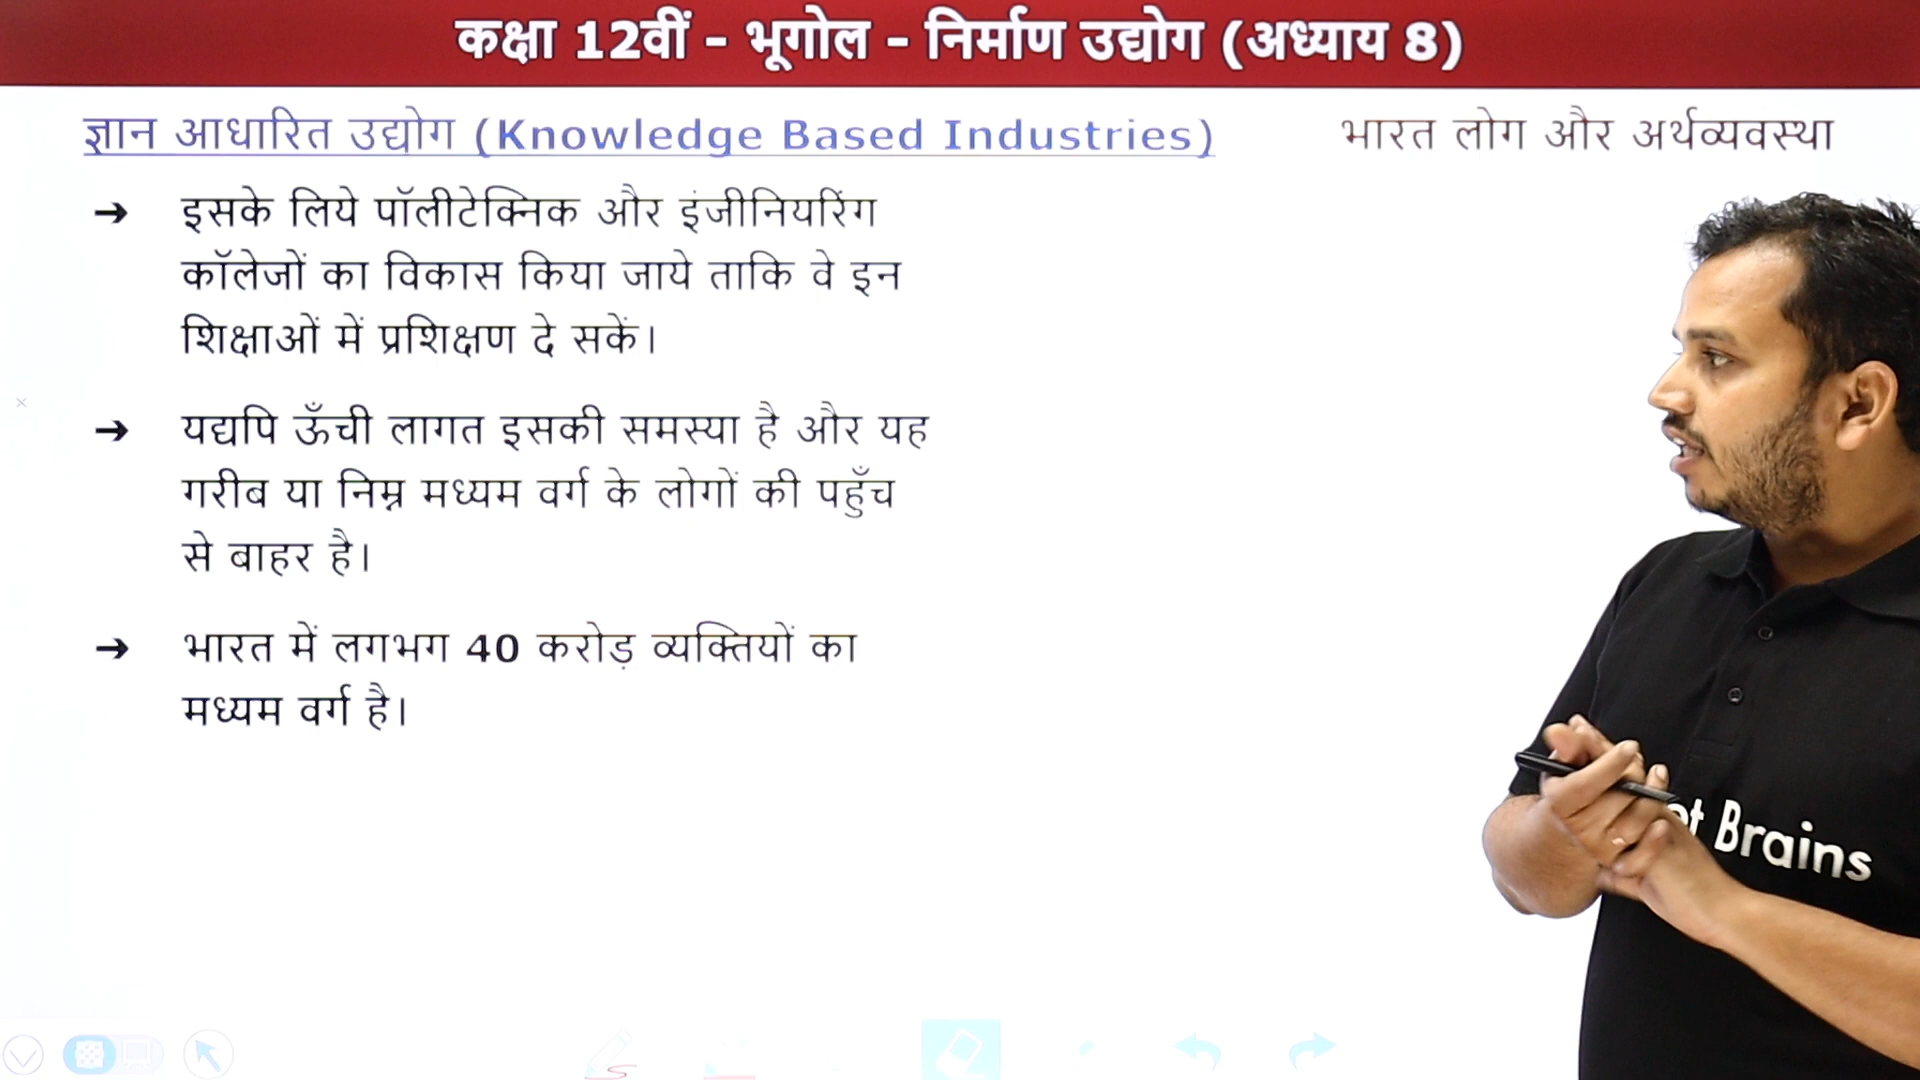 कक्षा 12वीं - भूगोल - निर्माण उद्योग (अध्याय 8)
ज्ञान आधारित उद्योग (Knowledge Based Industries)
भारत लोग और अर्थव्यवस्था
➔ इसके लिये पॉलीटेक्निक और इंजीनियरिंग
कॉलेजों का विकास किया जाये ताकि वे इन
शिक्षाओं में प्रशिक्षण दे सकें।
➔ यद्यपि ऊँची लागत इसकी समस्या है और यह
गरीब या निम्न मध्यम वर्ग के लोगों की पहुँच
से बाहर है।
➔ भारत में लगभग 40 करोड़ व्यक्तियों का
मध्यम वर्ग है।
Brains